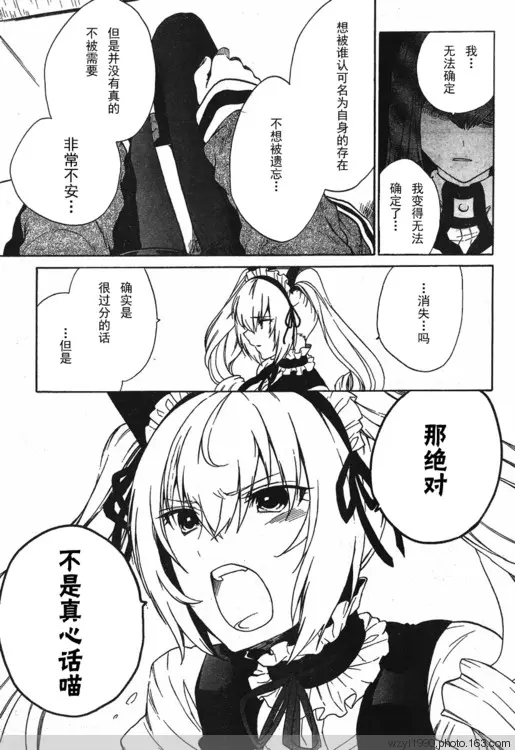 我…
无法确定
我变得无法
确定了…
想被谁认可名为自身的存在
不想被遗忘…
但是并没有真的
不被需要
非常不安…
…消失…吗
确实是
很过分的话
…但是
那绝对
不是真心话喵
wzyl1990.photo.163.com